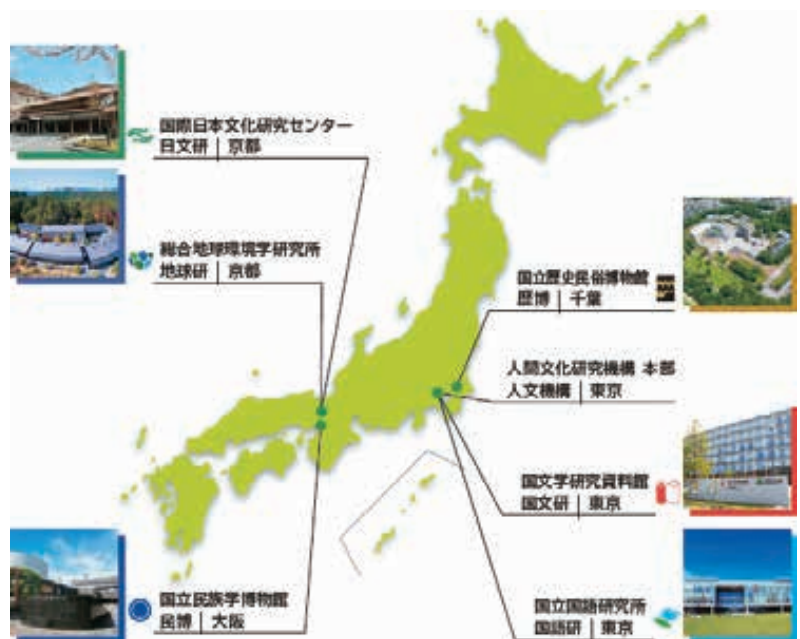 国際日本文化研究センター
日文研 | 京都
総合地球環境学研究所
地球研 | 京都
国立歴史民俗博物館
歴博 | 千葉
人間文化研究機構 本部
人文機構 | 東京
国文学研究資料館
国文研 | 東京
国立民族学博物館
民博 | 大阪
国立国語研究所
国語研 | 東京